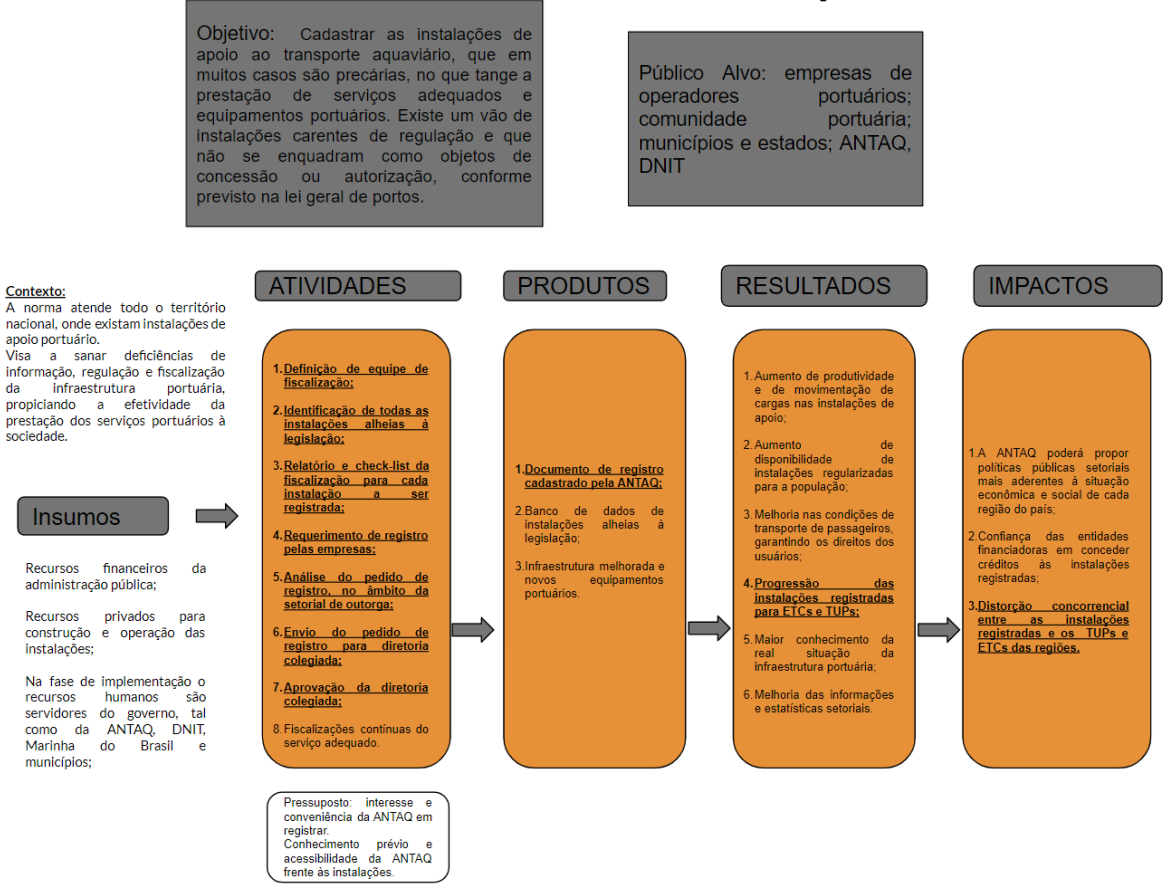 Objetivo: Cadastrar as instalações de
apoio ao transporte aquaviário, que em
muitos casos são precárias, no que tange a
prestação de serviços adequados e
equipamentos portuários. Existe um vão de
instalações carentes de regulação e que
não se enquadram como objetos de
concessão ou autorização, conforme
previsto na lei geral de portos.
Público Alvo: empresas de
operadores portuários;
comunidade portuária;
municípios e estados; ANTAQ,
DNIT
Contexto:
A norma atende todo o território
nacional, onde existam instalações de
apoio portuário.
Visa a sanar deficiências de
informação, regulação e fiscalização
da infraestrutura portuária,
propiciando a efetividade da
prestação dos serviços portuários à
sociedade.
Insumos
Recursos financeiros da
administração pública;
Recursos privados para
construção e operação das
instalações;
Na fase de implementação o
recursos humanos são
servidores do governo, tal
como da ANTAQ, DNIT,
Marinha do Brasil e
municípios;
ATIVIDADES
1.Definição de equipe de
fiscalização;
2.Identificação de todas as
instalações alheias à
legislação;
3.Relatório e check-list da
fiscalização para cada
instalação a ser
registrada;
4.Requerimento de registro
pelas empresas;
5.Análise do pedido de
registro, no âmbito da
setorial de outorga;
6.Envio do pedido de
registro para diretoria
colegiada;
7.Aprovação da diretoria
colegiada;
8.Fiscalizações contínuas do
serviço adequado.
Pressuposto: interesse e
conveniência da ANTAQ em
registrar.
Conhecimento prévio e
acessibilidade da ANTAQ
frente às instalações.
PRODUTOS
1.Documento de registro
cadastrado pela ANTAQ;
2.Banco de dados de
instalações alheias à
legislação;
3.Infraestrutura melhorada e
novos equipamentos
portuários.
RESULTADOS
1.Aumento de produtividade
e de movimentação de
cargas nas instalações de
apoio;
2.Aumento de
disponibilidade de
instalações regularizadas
para a população;
3.Melhoria nas condições de
transporte de passageiros,
garantindo os direitos dos
usuários;
4.Progressão das
instalações registradas
para ETCs e TUPs;
5.Maior conhecimento da
real situação da
infraestrutura portuária;
6.Melhoria das informações
e estatísticas setoriais.
IMPACTOS
1.A ANTAQ poderá propor
políticas públicas setoriais
mais aderentes à situação
econômica e social de cada
região do país;
2.Confiança das entidades
financiadoras em conceder
créditos às instalações
registradas;
3.Distorção concorrencial
entre as instalações
registradas e os TUPs e
ETCs das regiões.